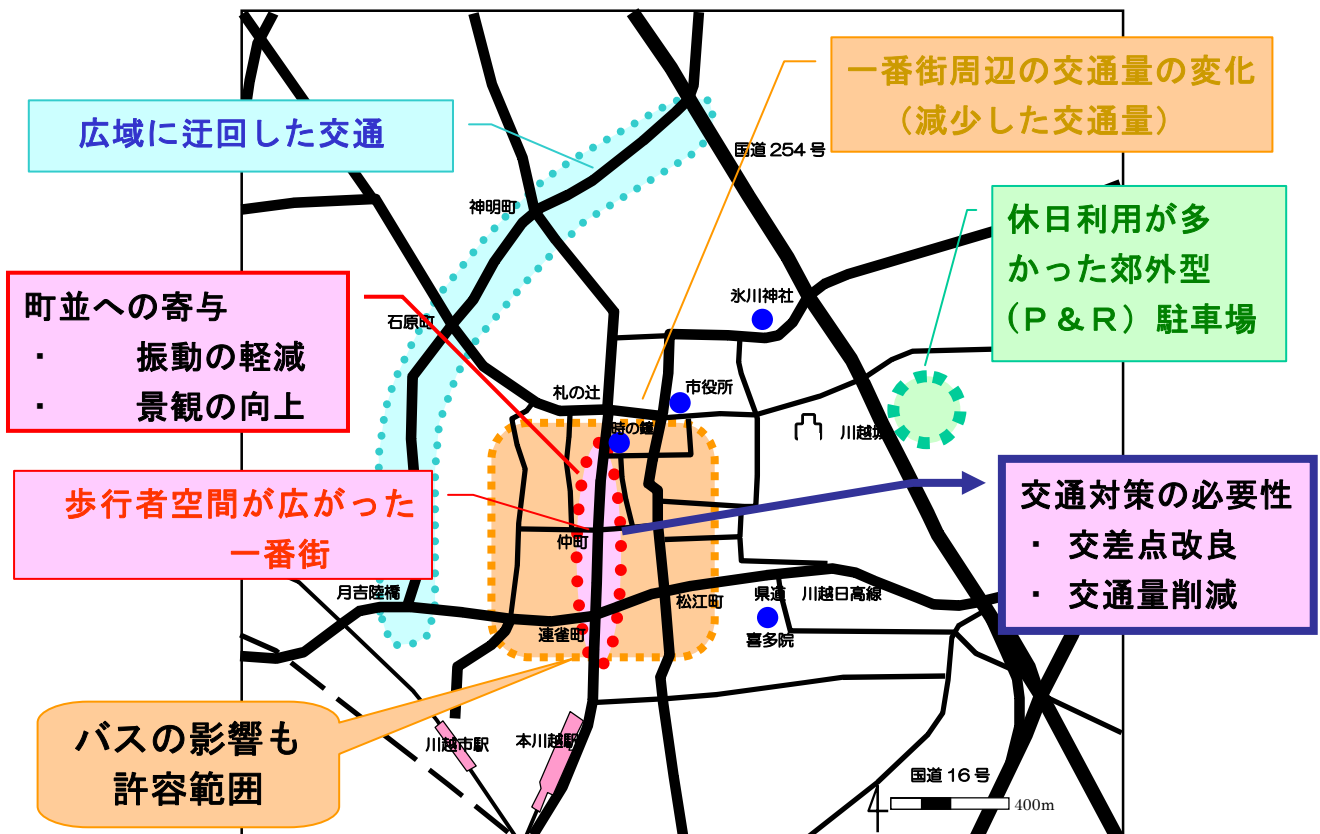 一番街周辺の交通量の変化
（減少した交通量）
広域に迂回した交通
国道254号
神明町
休日利用が多
かった郊外型
(Ｐ＆Ｒ）駐車場
町並への寄与
・ 振動の軽減
・ 景観の向上
氷川神社
石原町
札の辻
市役所
時の鐘
川越城
歩行者空間が広がった
一番街
交通対策の必要性
・ 交差点改良
・ 交通量削減
仲町
月吉陸橋
松江町
県道 川越日高線
連雀町
喜多院
バスの影響も
許容範囲
川越市駅
本川越駅
国道16号
400m